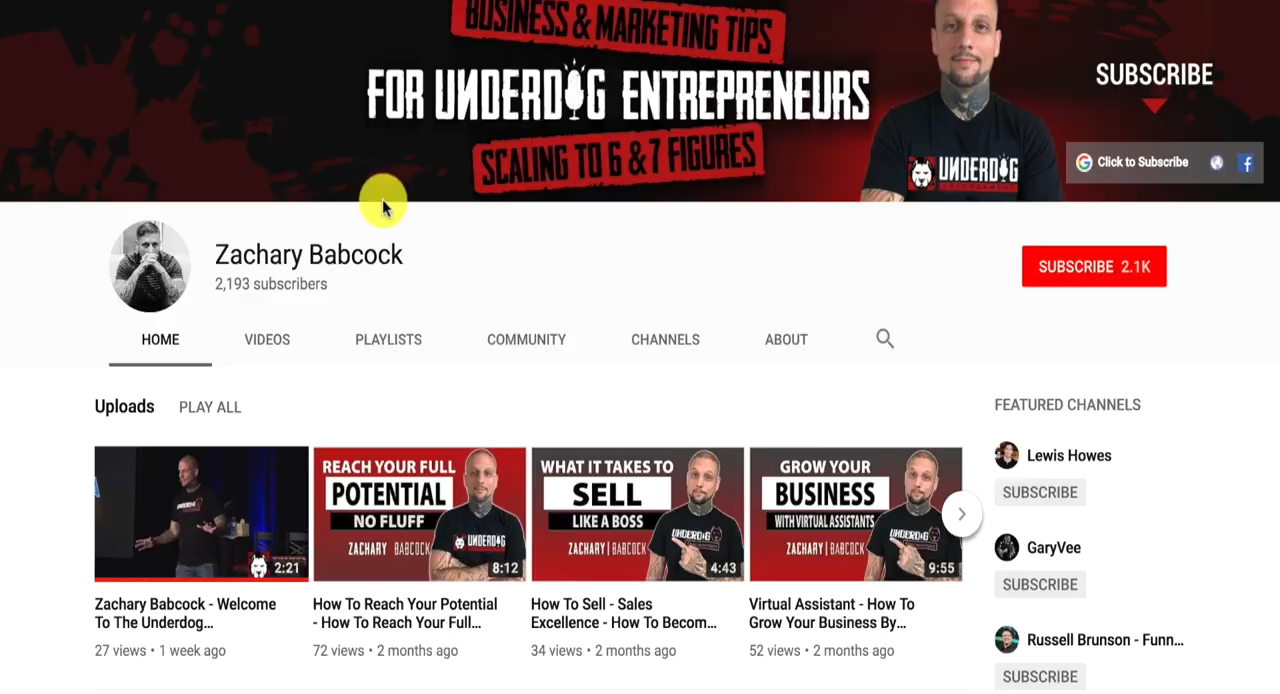 BUSINESS & MARKETING TIPS
FOR UNDERDOG ENTREPRENEURS
SCALING TO 6 & 7 FIGURES
SUBSCRIBE
UNDERDOG
Click to Subscribe
Zachary Babcock
2,193 subscribers
SUBSCRIBE 2.1K
HOME VIDEOS PLAYLISTS COMMUNITY CHANNELS ABOUT
Uploads PLAY ALL
FEATURED CHANNELS
2:21
REACH YOUR FULL
POTENTIAL
NO FLUFF
ZACHARY BABCOCK
UNDERDOG
8:12
WHAT IT TAKES TO
SELL
LIKE A BOSS
ZACHARY | BABCOCK
UNDERDOG
4:43
GROW YOUR
BUSINESS
WITH VIRTUAL ASSISTANTS
ZACHARY | BABCOCK
UNDERDOG
9:55
Zachary Babcock - Welcome
To The Underdog...
27 views • 1 week ago
How To Reach Your Potential
- How To Reach Your Full...
72 views • 2 months ago
How To Sell - Sales
Excellence - How To Becom...
34 views • 2 months ago
Virtual Assistant - How To
Grow Your Business By...
52 views • 2 months ago
Lewis Howes
SUBSCRIBE
GaryVee
SUBSCRIBE
Russell Brunson - Funn...
SUBSCRIBE